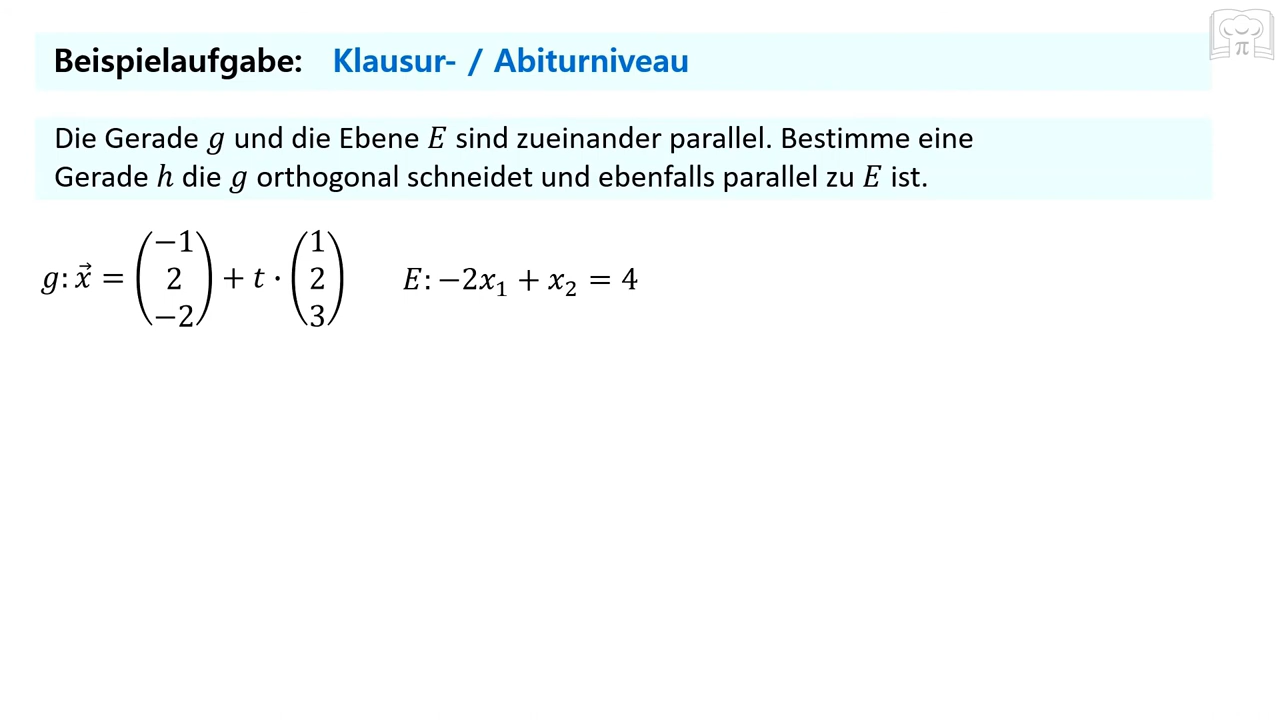 Beispielaufgabe: Klausur- / Abiturniveau
Die Gerade g und die Ebene E sind zueinander parallel. Bestimme eine
Gerade h die g orthogonal schneidet und ebenfalls parallel zu E ist.
g: x⃗ = (−1 2 −2) + t · (1 2 3) E: −2x₁ + x₂ = 4
π